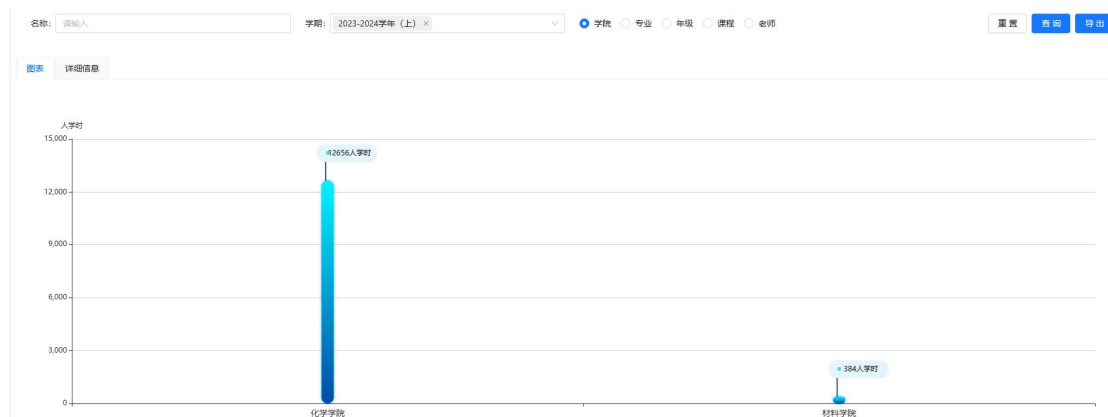 名称: 请输入 学期: 2023-2024学年（上） × 学院 专业 年级 课程 老师 重置 查询 导出
图表 详细信息
人学时
15,000
12656人学时
12,000
9,000
6,000
3,000
384人学时
0
化学学院 材料学院